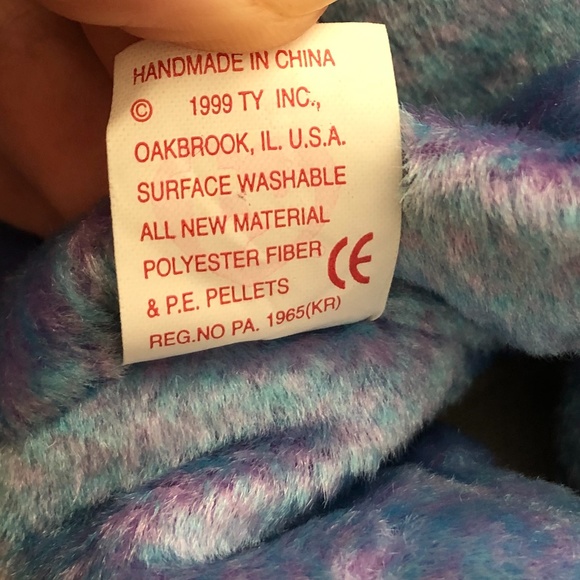 HANDMADE IN CHINA
© 1999 TY INC.,
OAKBROOK, IL. U.S.A.
SURFACE WASHABLE
ALL NEW MATERIAL
POLYESTER FIBER CE
& P.E. PELLETS
REG.NO PA. 1965(KR)